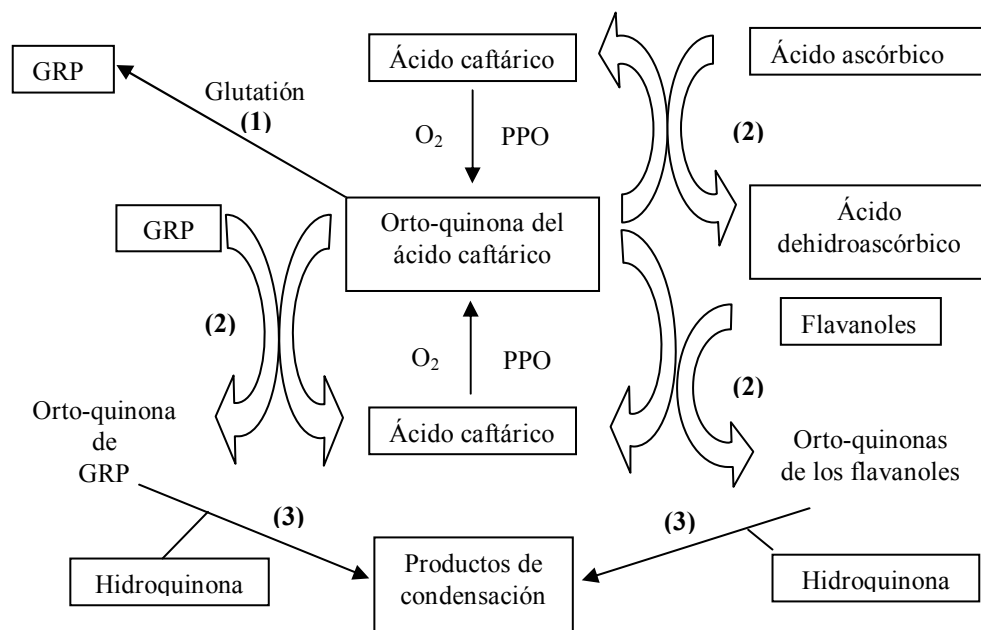 GRP
Glutatión
(1)
Ácido caftárico
Ácido ascórbico
O2 PPO
(2)
GRP
Orto-quinona del
ácido caftárico
Ácido
dehidroascórbico
Flavanoles
(2)
O2 PPO
(2)
Orto-quinona
de
GRP
Ácido caftárico
Orto-quinonas
de los flavanoles
(3)
(3)
Hidroquinona
Productos de
condensación
Hidroquinona